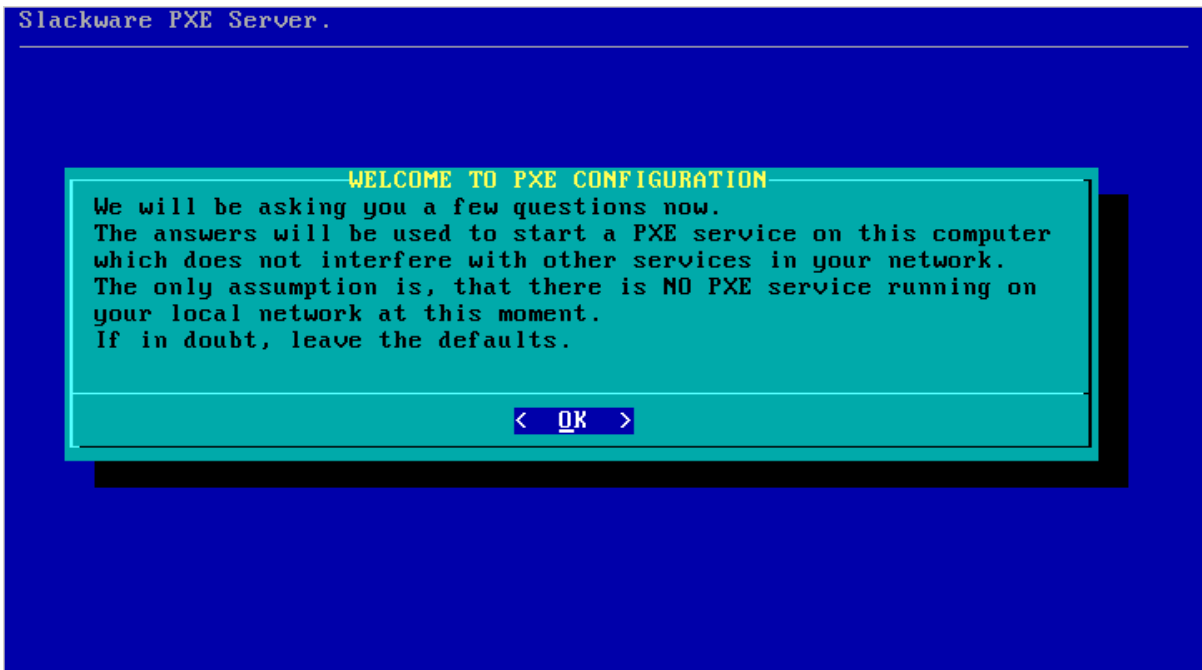 Slackware PXE Server.
WELCOME TO PXE CONFIGURATION
We will be asking you a few questions now.
The answers will be used to start a PXE service on this computer
which does not interfere with other services in your network.
The only assumption is, that there is NO PXE service running on
your local network at this moment.
If in doubt, leave the defaults.
< OK >